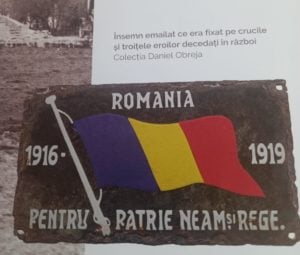 Însemn emailat ce era fixat pe crucile
și troițele eroilor decedați în război
Colecția Daniel Obreja
ROMANIA
1916- 1919
PENTRU PATRIE NEAM ȘI REGE.